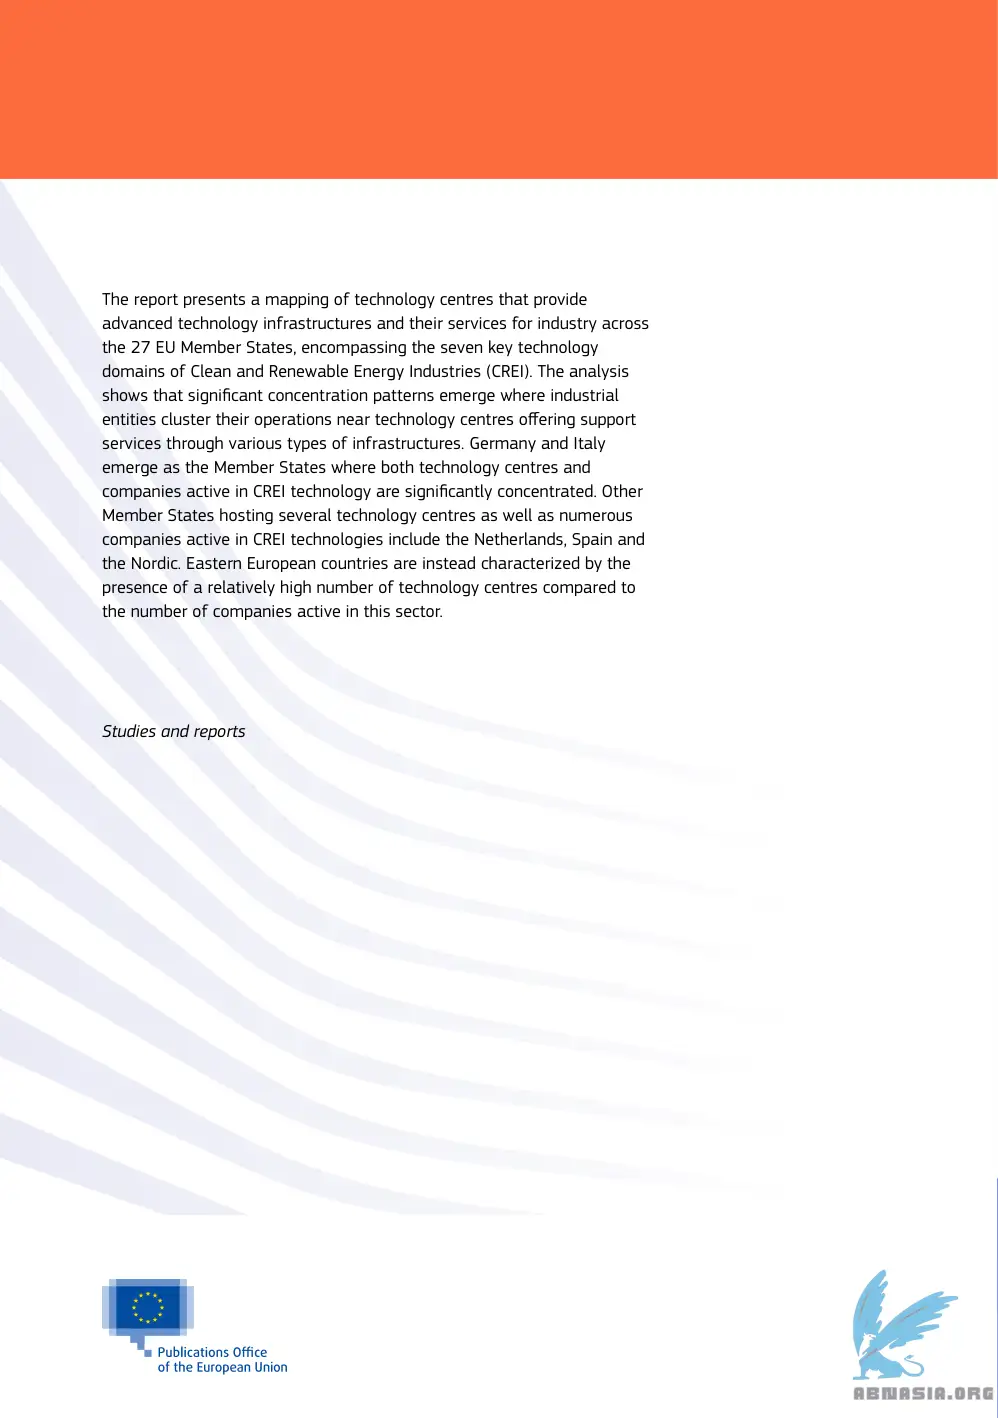 The report presents a mapping of technology centres that provide
advanced technology infrastructures and their services for industry across
the 27 EU Member States, encompassing the seven key technology
domains of Clean and Renewable Energy Industries (CREI). The analysis
shows that significant concentration patterns emerge where industrial
entities cluster their operations near technology centres offering support
services through various types of infrastructures. Germany and Italy
emerge as the Member States where both technology centres and
companies active in CREI technology are significantly concentrated. Other
Member States hosting several technology centres as well as numerous
companies active in CREI technologies include the Netherlands, Spain and
the Nordic. Eastern European countries are instead characterized by the
presence of a relatively high number of technology centres compared to
the number of companies active in this sector.
Studies and reports
Publications Office
of the European Union
ABNASIA.ORG